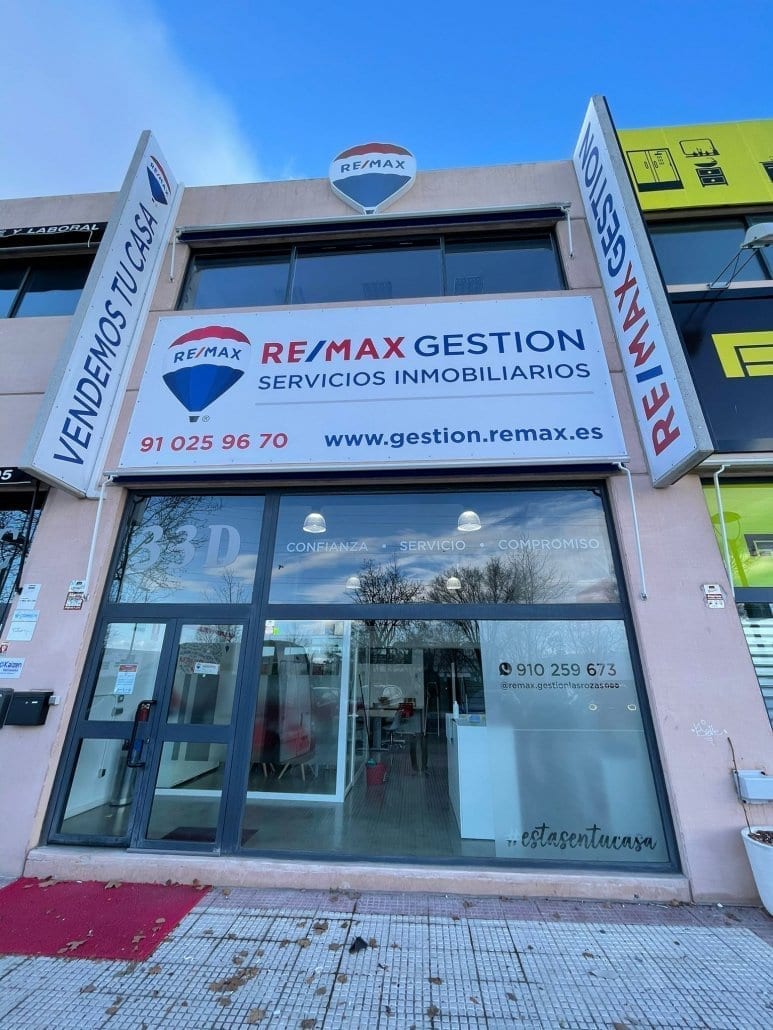 RE/MAX
E Y LABORAL
VENDEMOS TU CASA
RE/MAX GESTION
RE/MAX
RE/MAX GESTION
SERVICIOS INMOBILIARIOS
91 025 96 70
www.gestion.remax.es
33D
CONFIANZA · SERVICIO · COMPROMISO
910 259 673
@remax.gestionlasrozas
Kaizen
#estasentucasa